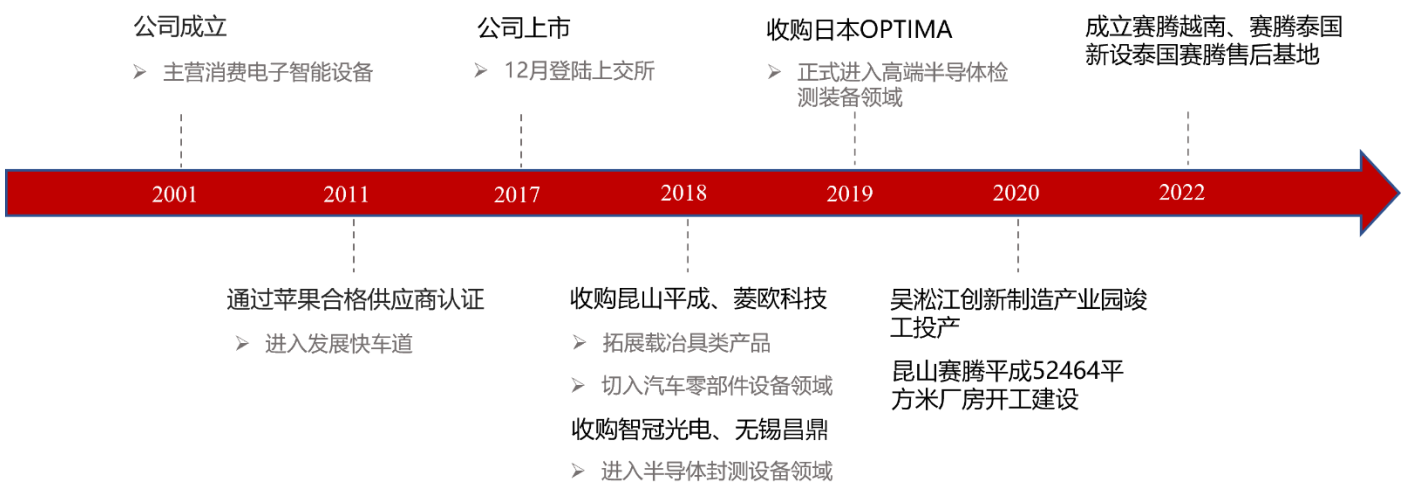 公司成立
➢ 主营消费电子智能设备
公司上市
➢ 12月登陆上交所
收购日本OPTIMA
➢ 正式进入高端半导体检
测装备领域
成立赛腾越南、赛腾泰国
新设泰国赛腾售后基地
2001 2011 2017 2018 2019 2020 2022
通过苹果合格供应商认证
➢ 进入发展快车道
收购昆山平成、菱欧科技
➢ 拓展载冶具类产品
➢ 切入汽车零部件设备领域
收购智冠光电、无锡昌鼎
➢ 进入半导体封测设备领域
吴淞江创新制造产业园竣
工投产
昆山赛腾平成52464平
方米厂房开工建设